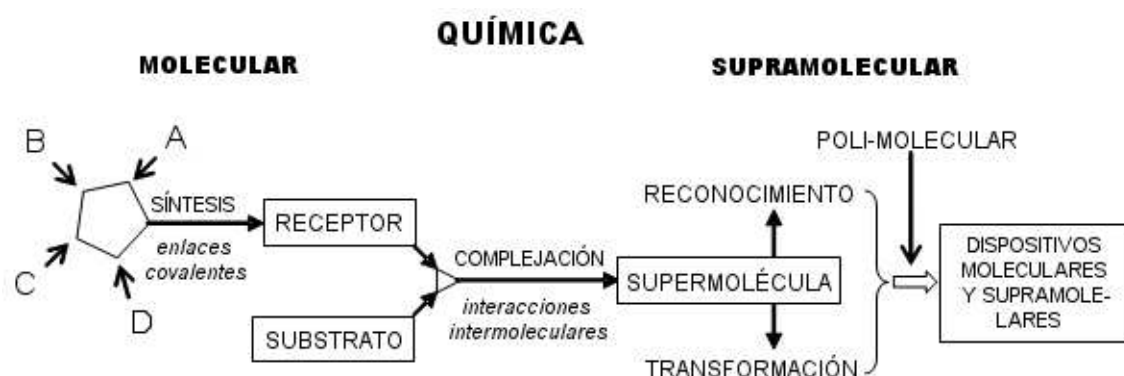 QUÍMICA
MOLECULAR
SUPRAMOLECULAR
B
A
C
D
SÍNTESIS
enlaces
covalentes
RECEPTOR
SUBSTRATO
COMPLEJACIÓN
interacciones
intermoleculares
SUPERMOLÉCULA
RECONOCIMIENTO
TRANSFORMACIÓN
POLI-MOLECULAR
DISPOSITIVOS
MOLECULARES
Y SUPRAMOLE-
LARES